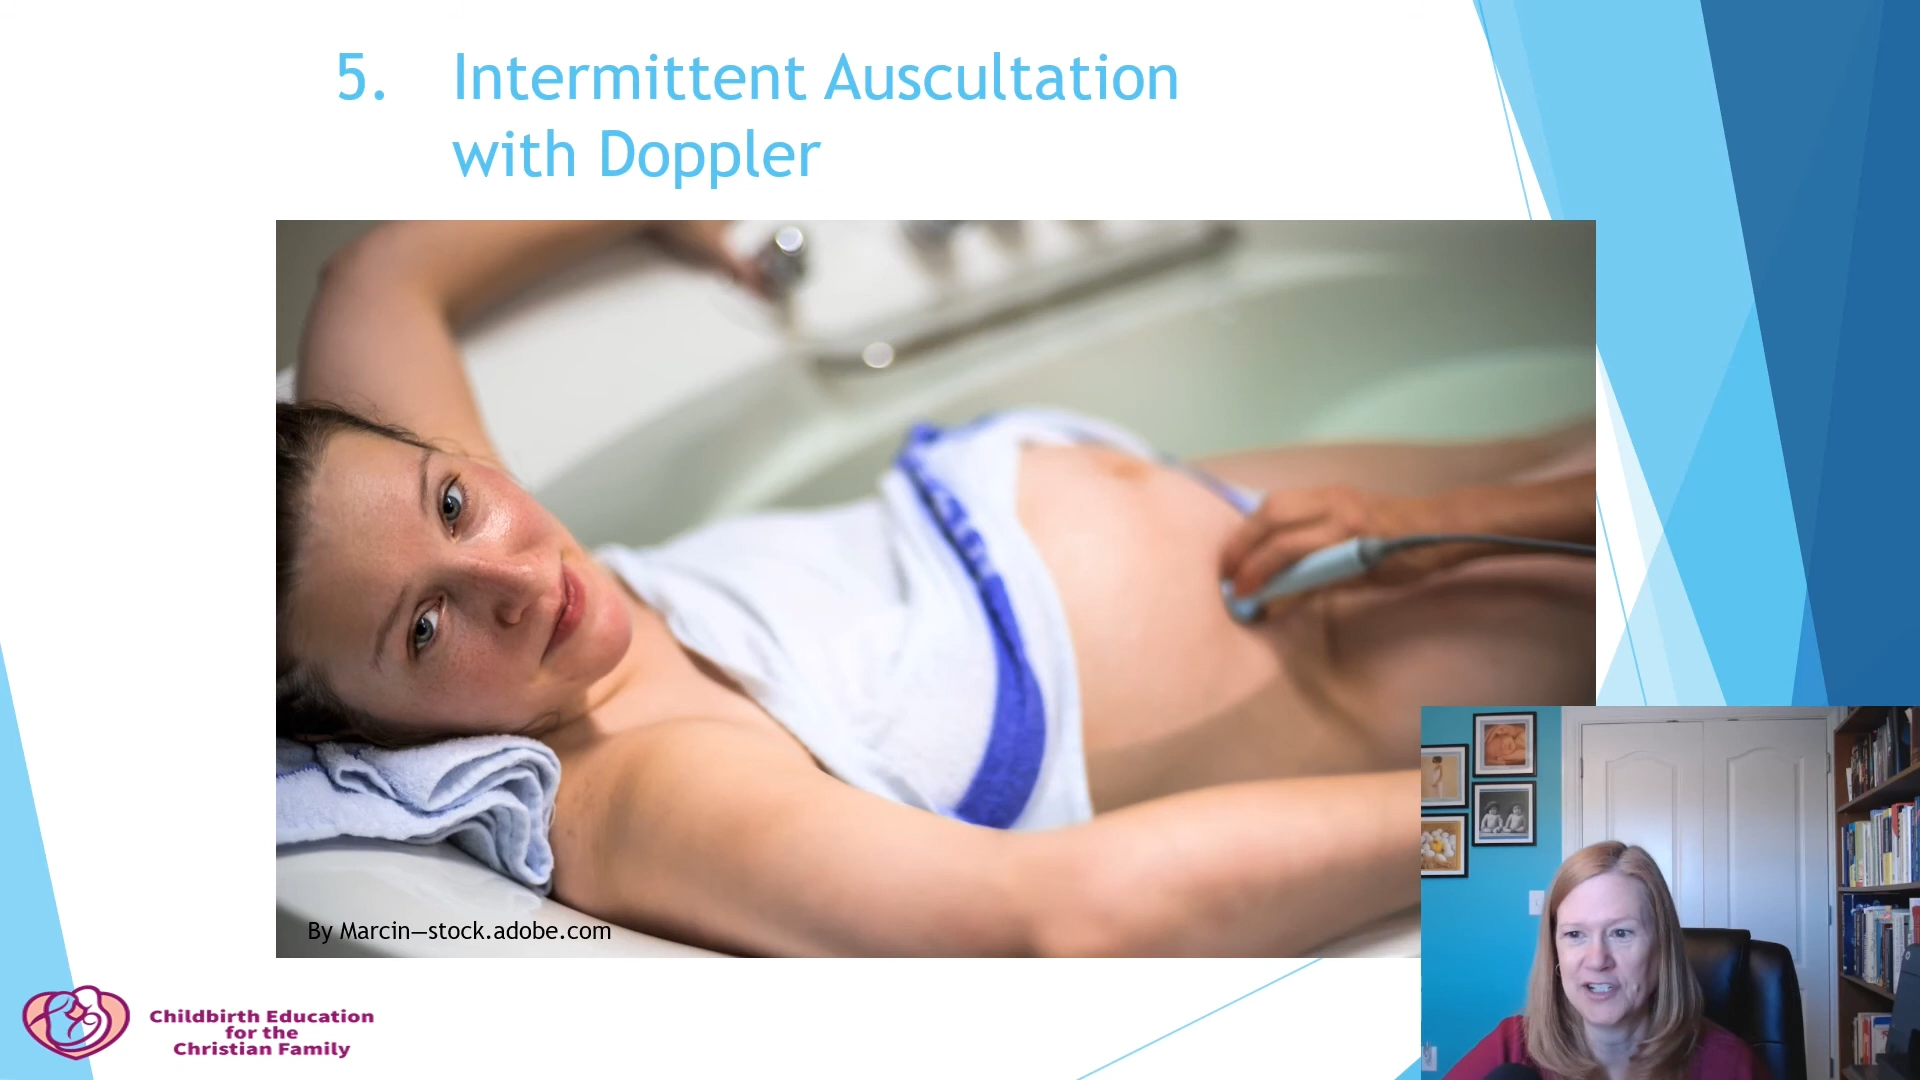 5. Intermittent Auscultation
with Doppler
By Marcin—stock.adobe.com
Childbirth Education
for the
Christian Family